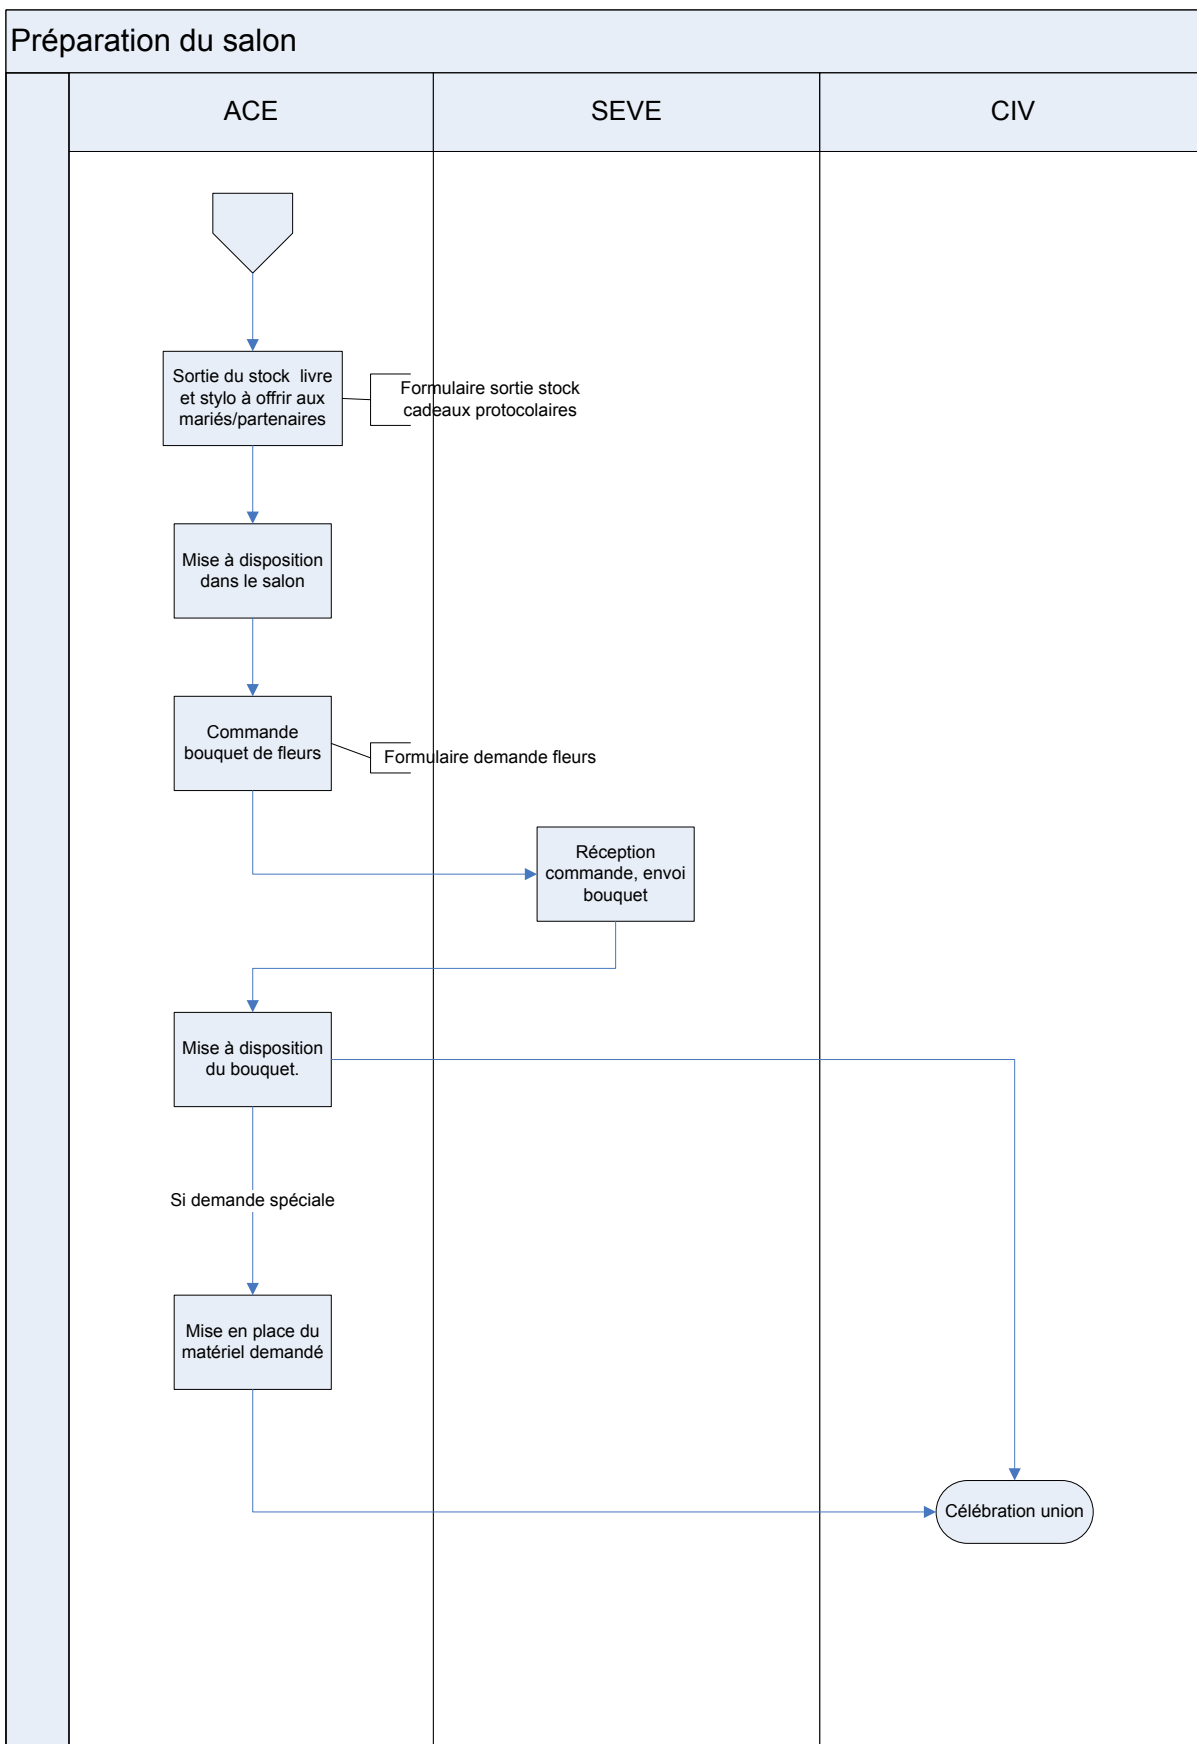 Préparation du salon
ACE
SEVE
CIV
Sortie du stock livre
et stylo à offrir aux
mariés/partenaires
Formulaire sortie stock
cadeaux protocolaires
Mise à disposition
dans le salon
Commande
bouquet de fleurs
Formulaire demande fleurs
Réception
commande, envoi
bouquet
Mise à disposition
du bouquet.
Si demande spéciale
Mise en place du
matériel demandé
Célébration union